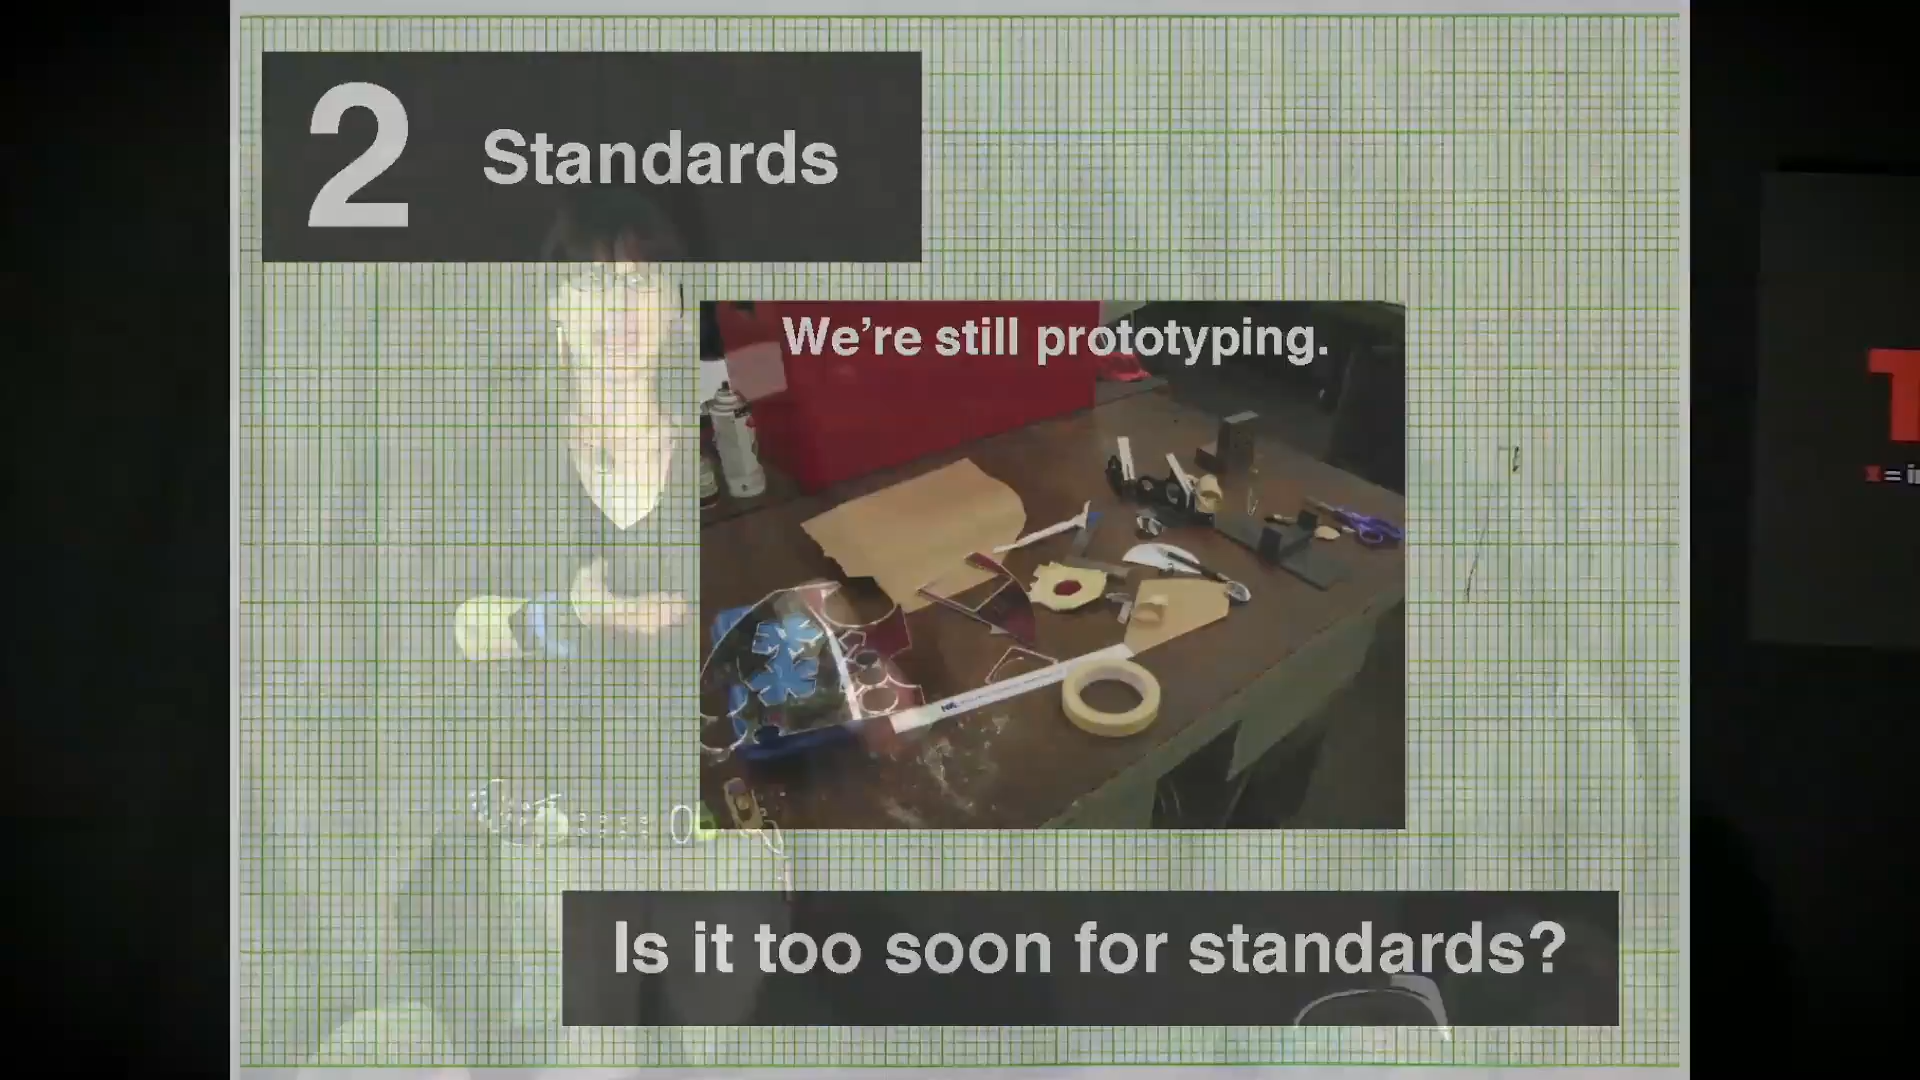 2 Standards
We're still prototyping.
T
x=i
Is it too soon for standards?